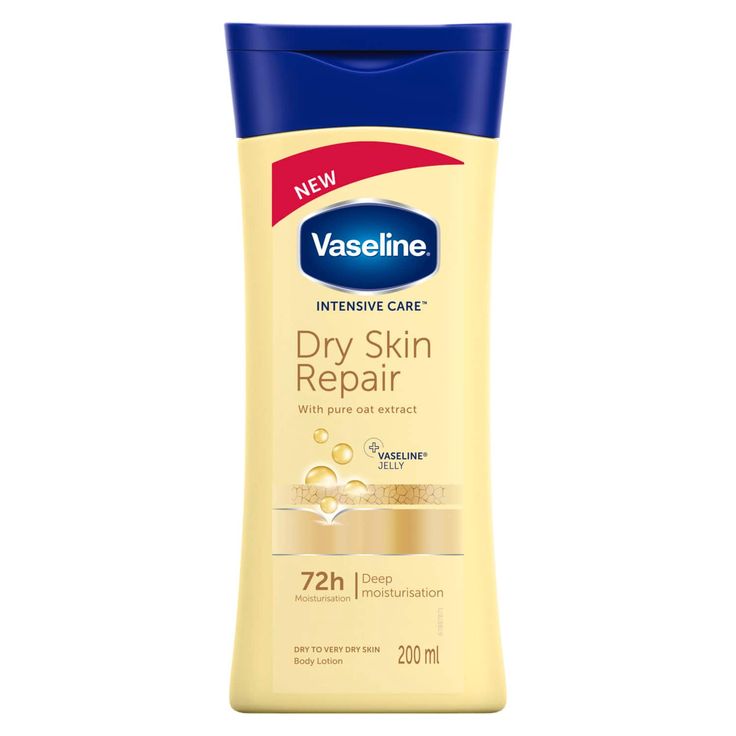 NEW
Vaseline®
INTENSIVE CARE™
Dry Skin
Repair
With pure oat extract
VASELINE®
JELLY
72h
Moisturisation
Deep
moisturisation
DRY TO VERY DRY SKIN
Body Lotion
200 ml